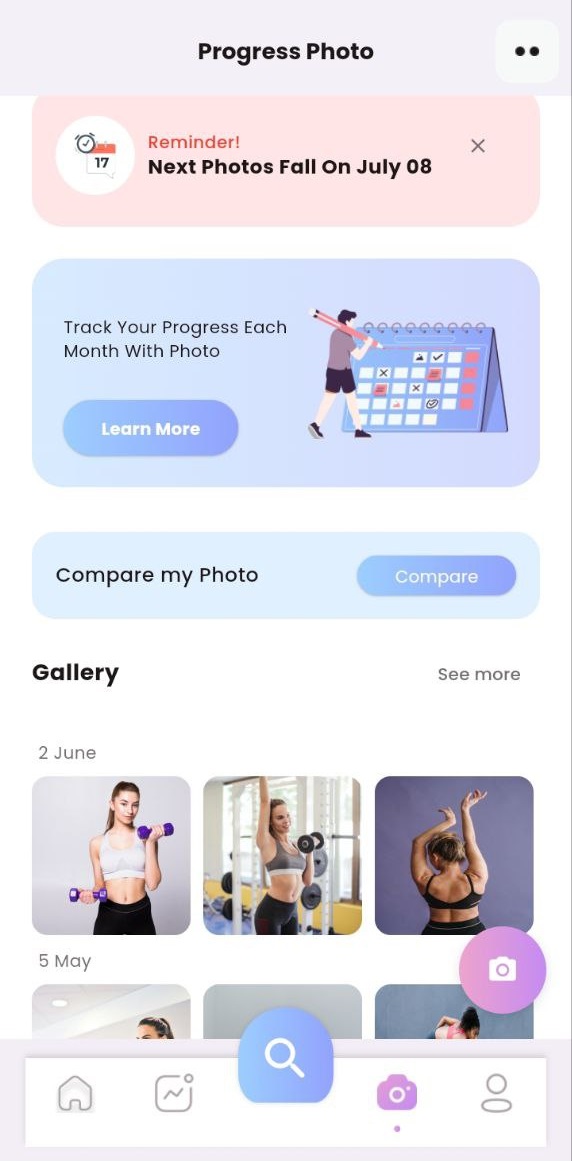 Progress Photo
Reminder!
17
Next Photos Fall On July 08
Track Your Progress Each
Month With Photo
Learn More
Compare my Photo
Compare
Gallery
See more
2 June
5 May